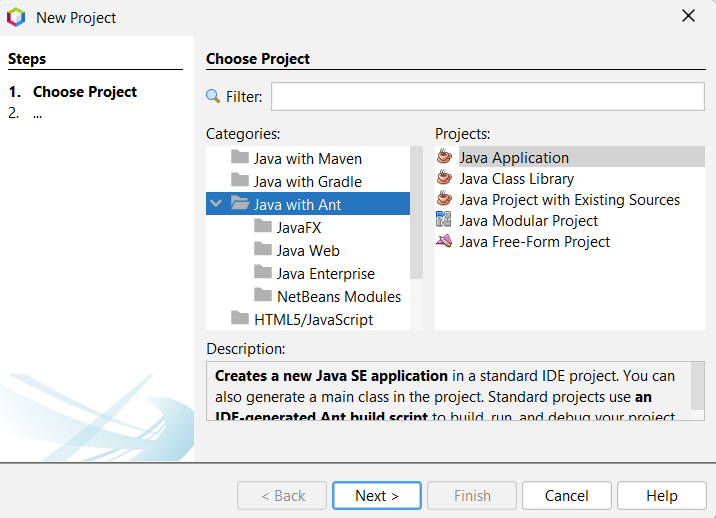 New Project
Steps
1. Choose Project
2. ...
Choose Project
Filter:
Categories:
Java with Maven
Java with Gradle
Java with Ant
JavaFX
Java Web
Java Enterprise
NetBeans Modules
HTML5/JavaScript
Projects:
Java Application
Java Class Library
Java Project with Existing Sources
Java Modular Project
Java Free-Form Project
Description:
Creates a new Java SE application in a standard IDE project. You can
also generate a main class in the project. Standard projects use an
IDE-generated Ant build script to build, run, and debug your project
< Back
Next >
Finish
Cancel
Help